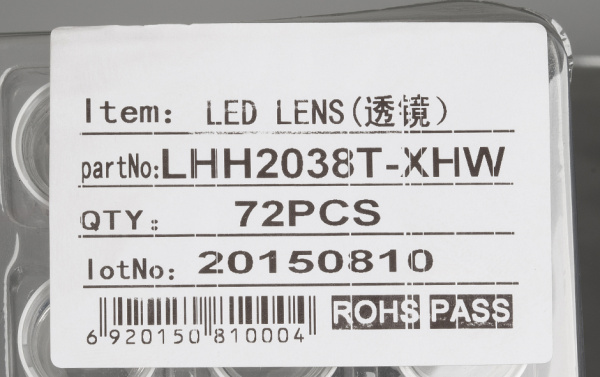 Item: LED LENS(透镜)
partNo:LHH2038T-XHW
QTY: 72PCS
lotNo: 20150810
6 920150 810004 ROHS PASS